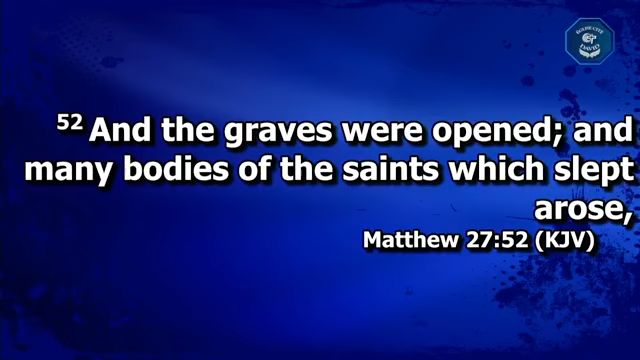 52 And the graves were opened; and
many bodies of the saints which slept
arose,
Matthew 27:52 (KJV)
DAVID